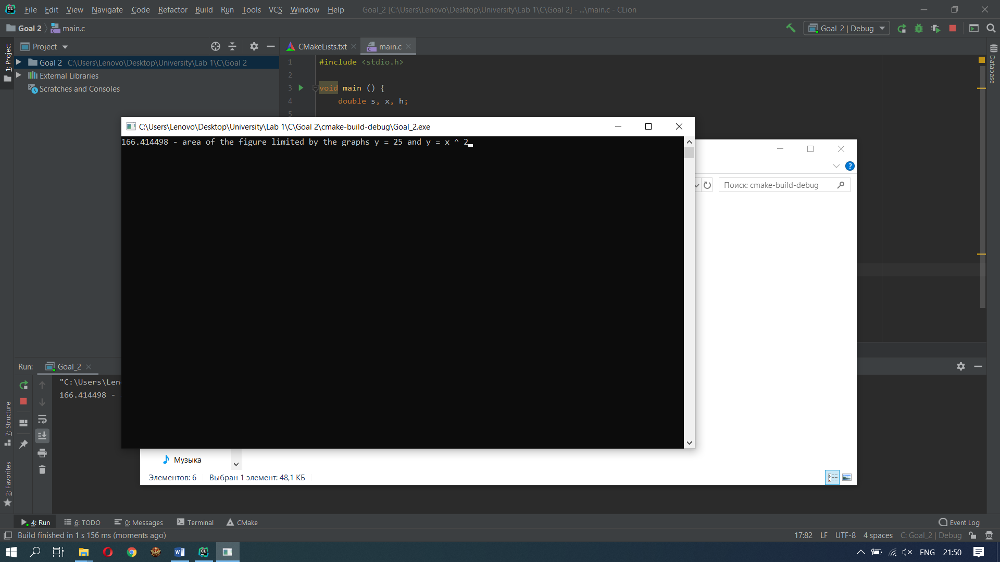 File Edit View Navigate Code Refactor Build Run Tools VCS Window Help Goal_2 [C:\Users\Lenovo\Desktop\University\Lab 1\C\Goal 2] - ...\main.c - CLion
Goal 2 main.c Goal_2 | Debug
1: Project
Project
CMakeLists.txt main.c
Goal 2 C:\Users\Lenovo\Desktop\University\Lab 1\C\Goal 2
External Libraries
Scratches and Consoles
1 #include <stdio.h>
2
3 void main () {
4 double s, x, h;
5
Database
C:\Users\Lenovo\Desktop\University\Lab 1\C\Goal 2\cmake-build-debug\Goal_2.exe
166.414498 - area of the figure limited by the graphs y = 25 and y = x ^ 2
Поиск: cmake-build-debug
Музыка
Элементов: 6 Выбран 1 элемент: 48,1 КБ
Run: Goal_2
"C:\Users\Len
166.414498 -
7: Structure
2: Favorites
4: Run 6: TODO 0: Messages Terminal CMake Event Log
Build finished in 1 s 156 ms (moments ago) 17:82 LF UTF-8 4 spaces C: Goal_2 | Debug
ENG 21:50